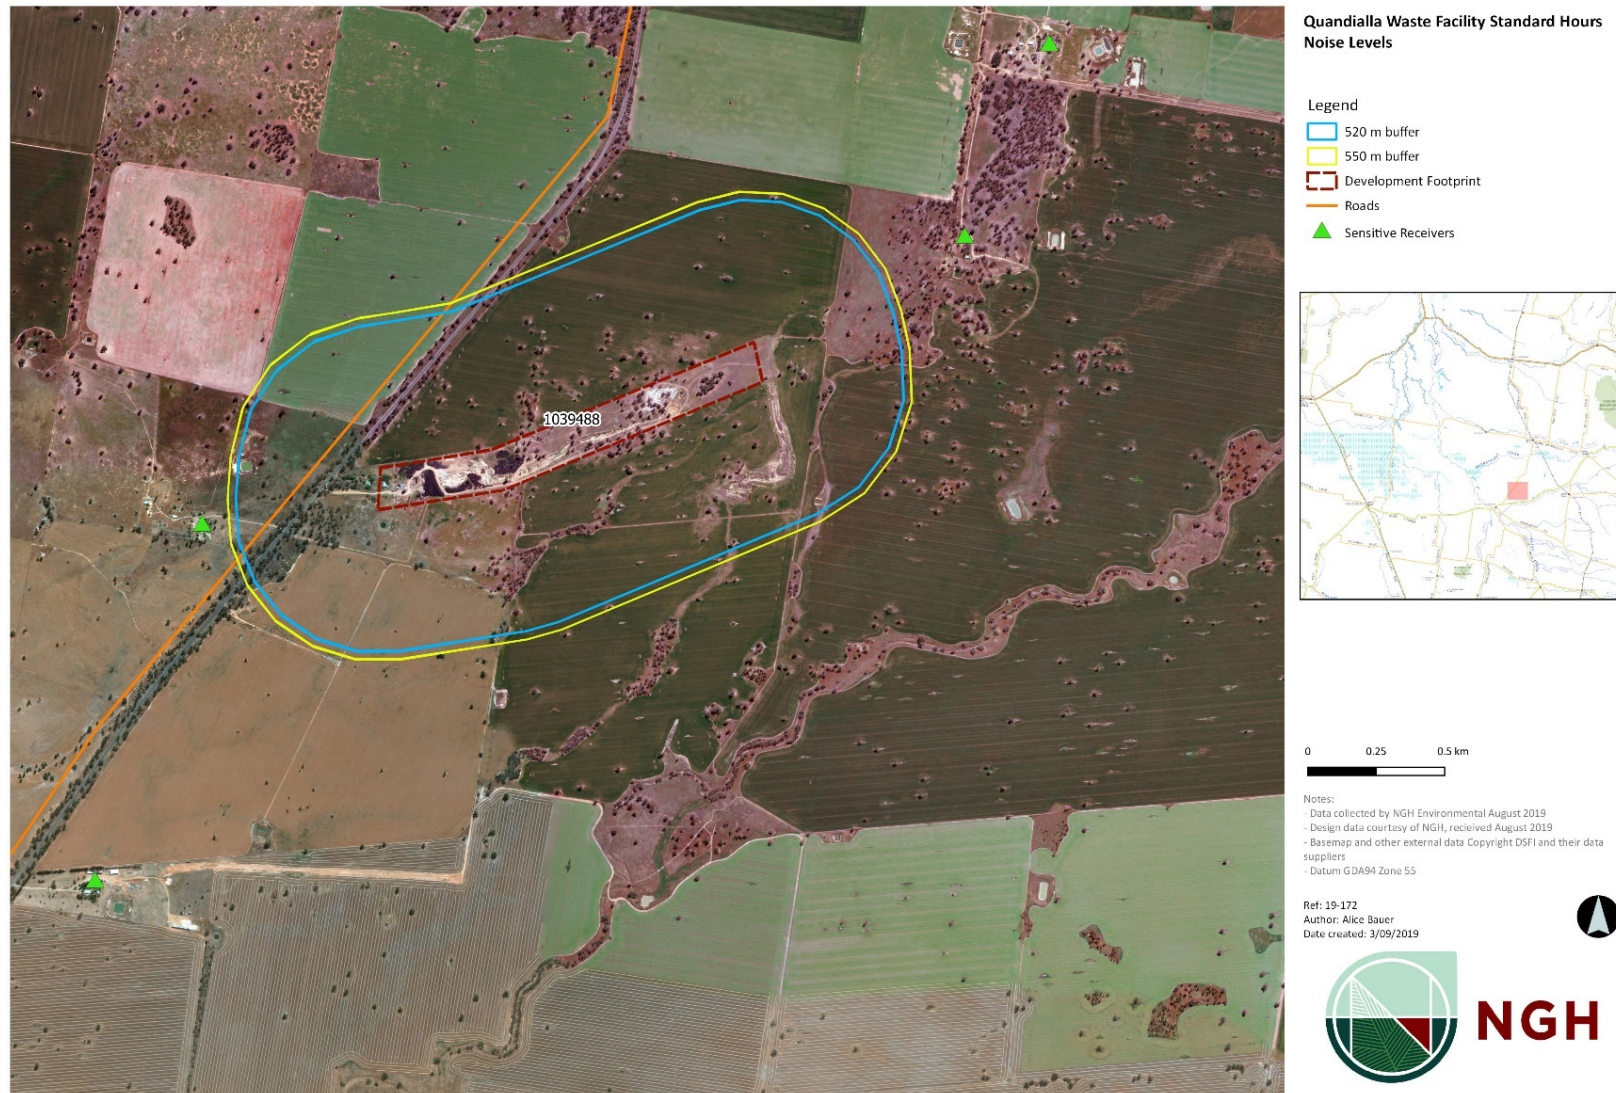 Quandialla Waste Facility Standard Hours
Noise Levels
Legend
520 m buffer
550 m buffer
Development Footprint
Roads
Sensitive Receivers
1039488
0 0.25 0.5 km
Notes:
- Data collected by NGH Environmental August 2019
- Design data courtesy of NGH, recieived August 2019
- Basemap and other external data Copyright DSFI and their data
suppliers
- Datum GDA94 Zone 55
Ref: 19-172
Author: Alice Bauer
Date created: 3/09/2019
NGH